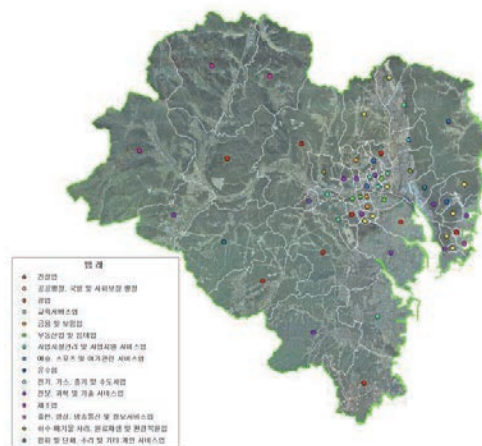 범 례
건설업
공공행정, 국방 및 사회보장 행정
광업
교육서비스업
금융 및 보험업
부동산업 및 임대업
사업시설관리 및 사업지원 서비스업
예술, 스포츠 및 여가관련 서비스업
운수업
전기, 가스, 증기 및 수도사업
전문, 과학 및 기술 서비스업
제조업
출판, 영상, 방송통신 및 정보서비스업
하수·폐기물 처리, 원료재생 및 환경복원업
협회 및 단체, 수리 및 기타 개인 서비스업